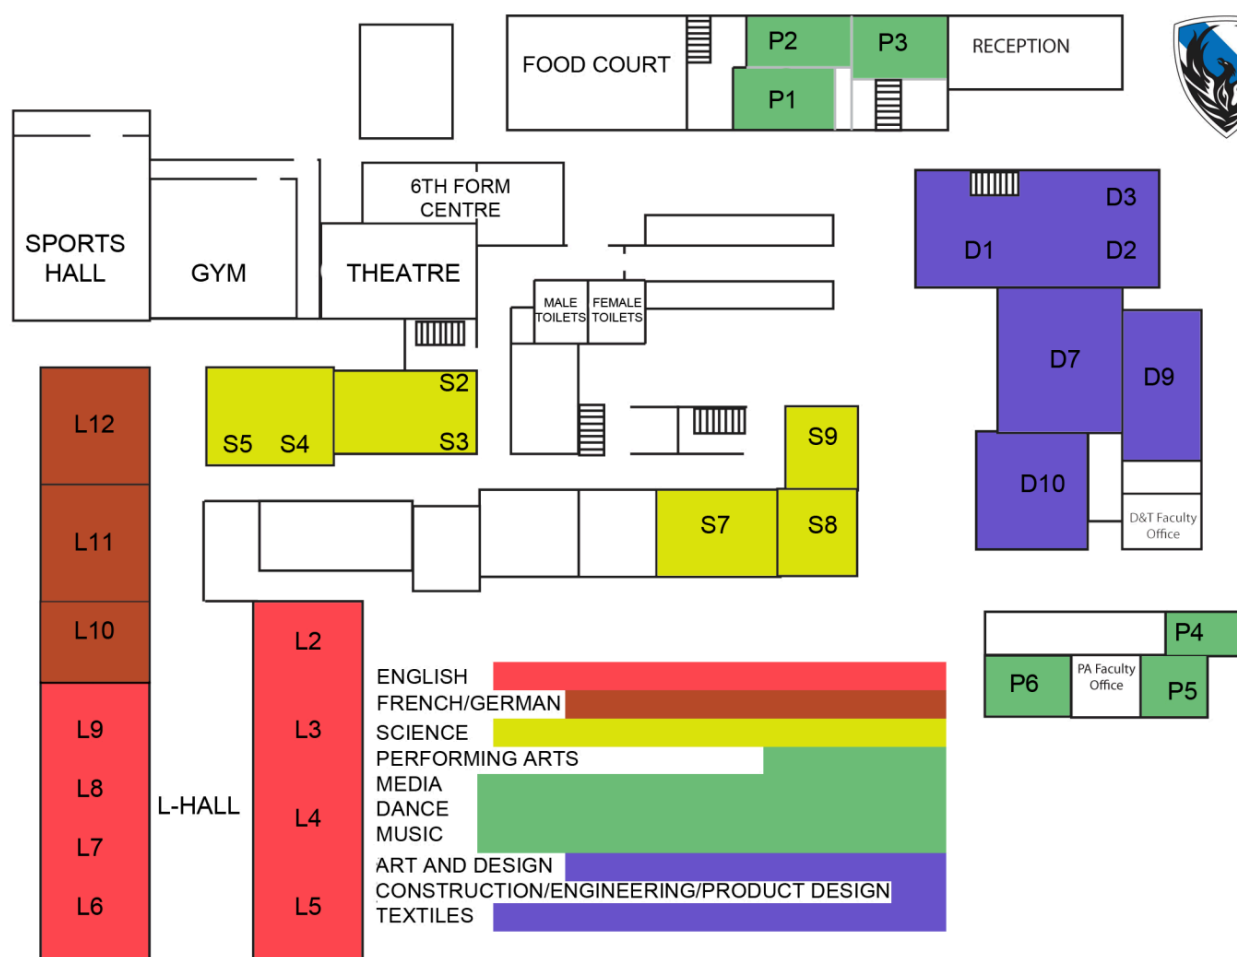 FOOD COURT
P2
P3
RECEPTION
P1
6TH FORM
CENTRE
SPORTS
HALL
GYM
THEATRE
MALE
TOILETS
FEMALE
TOILETS
D3
D1
D2
D7
D9
D10
D&T Faculty
Office
L12
L11
L10
S2
S3
S5
S4
S9
S7
S8
P4
P6
PA Faculty
Office
P5
L9
L8
L7
L6
L-HALL
L2
L3
L4
L5
ENGLISH
FRENCH/GERMAN
SCIENCE
PERFORMING ARTS
MEDIA
DANCE
MUSIC
ART AND DESIGN
CONSTRUCTION/ENGINEERING/PRODUCT DESIGN
TEXTILES